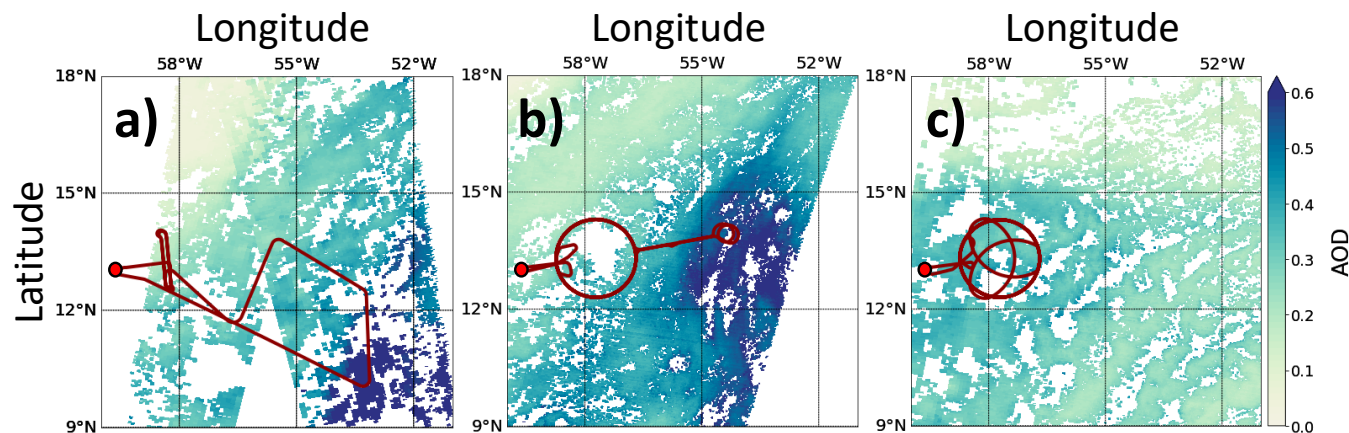 Longitude Longitude Longitude
58°W 55°W 52°W 58°W 55°W 52°W 58°W 55°W 52°W
18°N 18°N 18°N
a) b) c)
0.6
0.5
15°N 15°N 15°N
0.4
Latitude
0.3
AOD
12°N 12°N 12°N
0.2
0.1
9°N 9°N 9°N
0.0